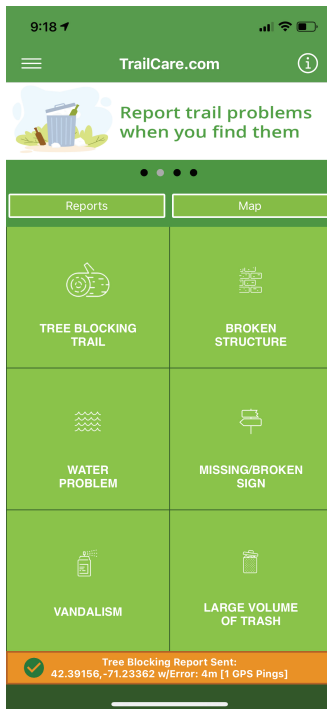 9:18
TrailCare.com
Report trail problems
when you find them
Reports
Map
TREE BLOCKING
TRAIL
BROKEN
STRUCTURE
WATER
PROBLEM
MISSING/BROKEN
SIGN
VANDALISM
LARGE VOLUME
OF TRASH
Tree Blocking Report Sent:
42.39156,-71.23362 w/Error: 4m [1 GPS Pings]